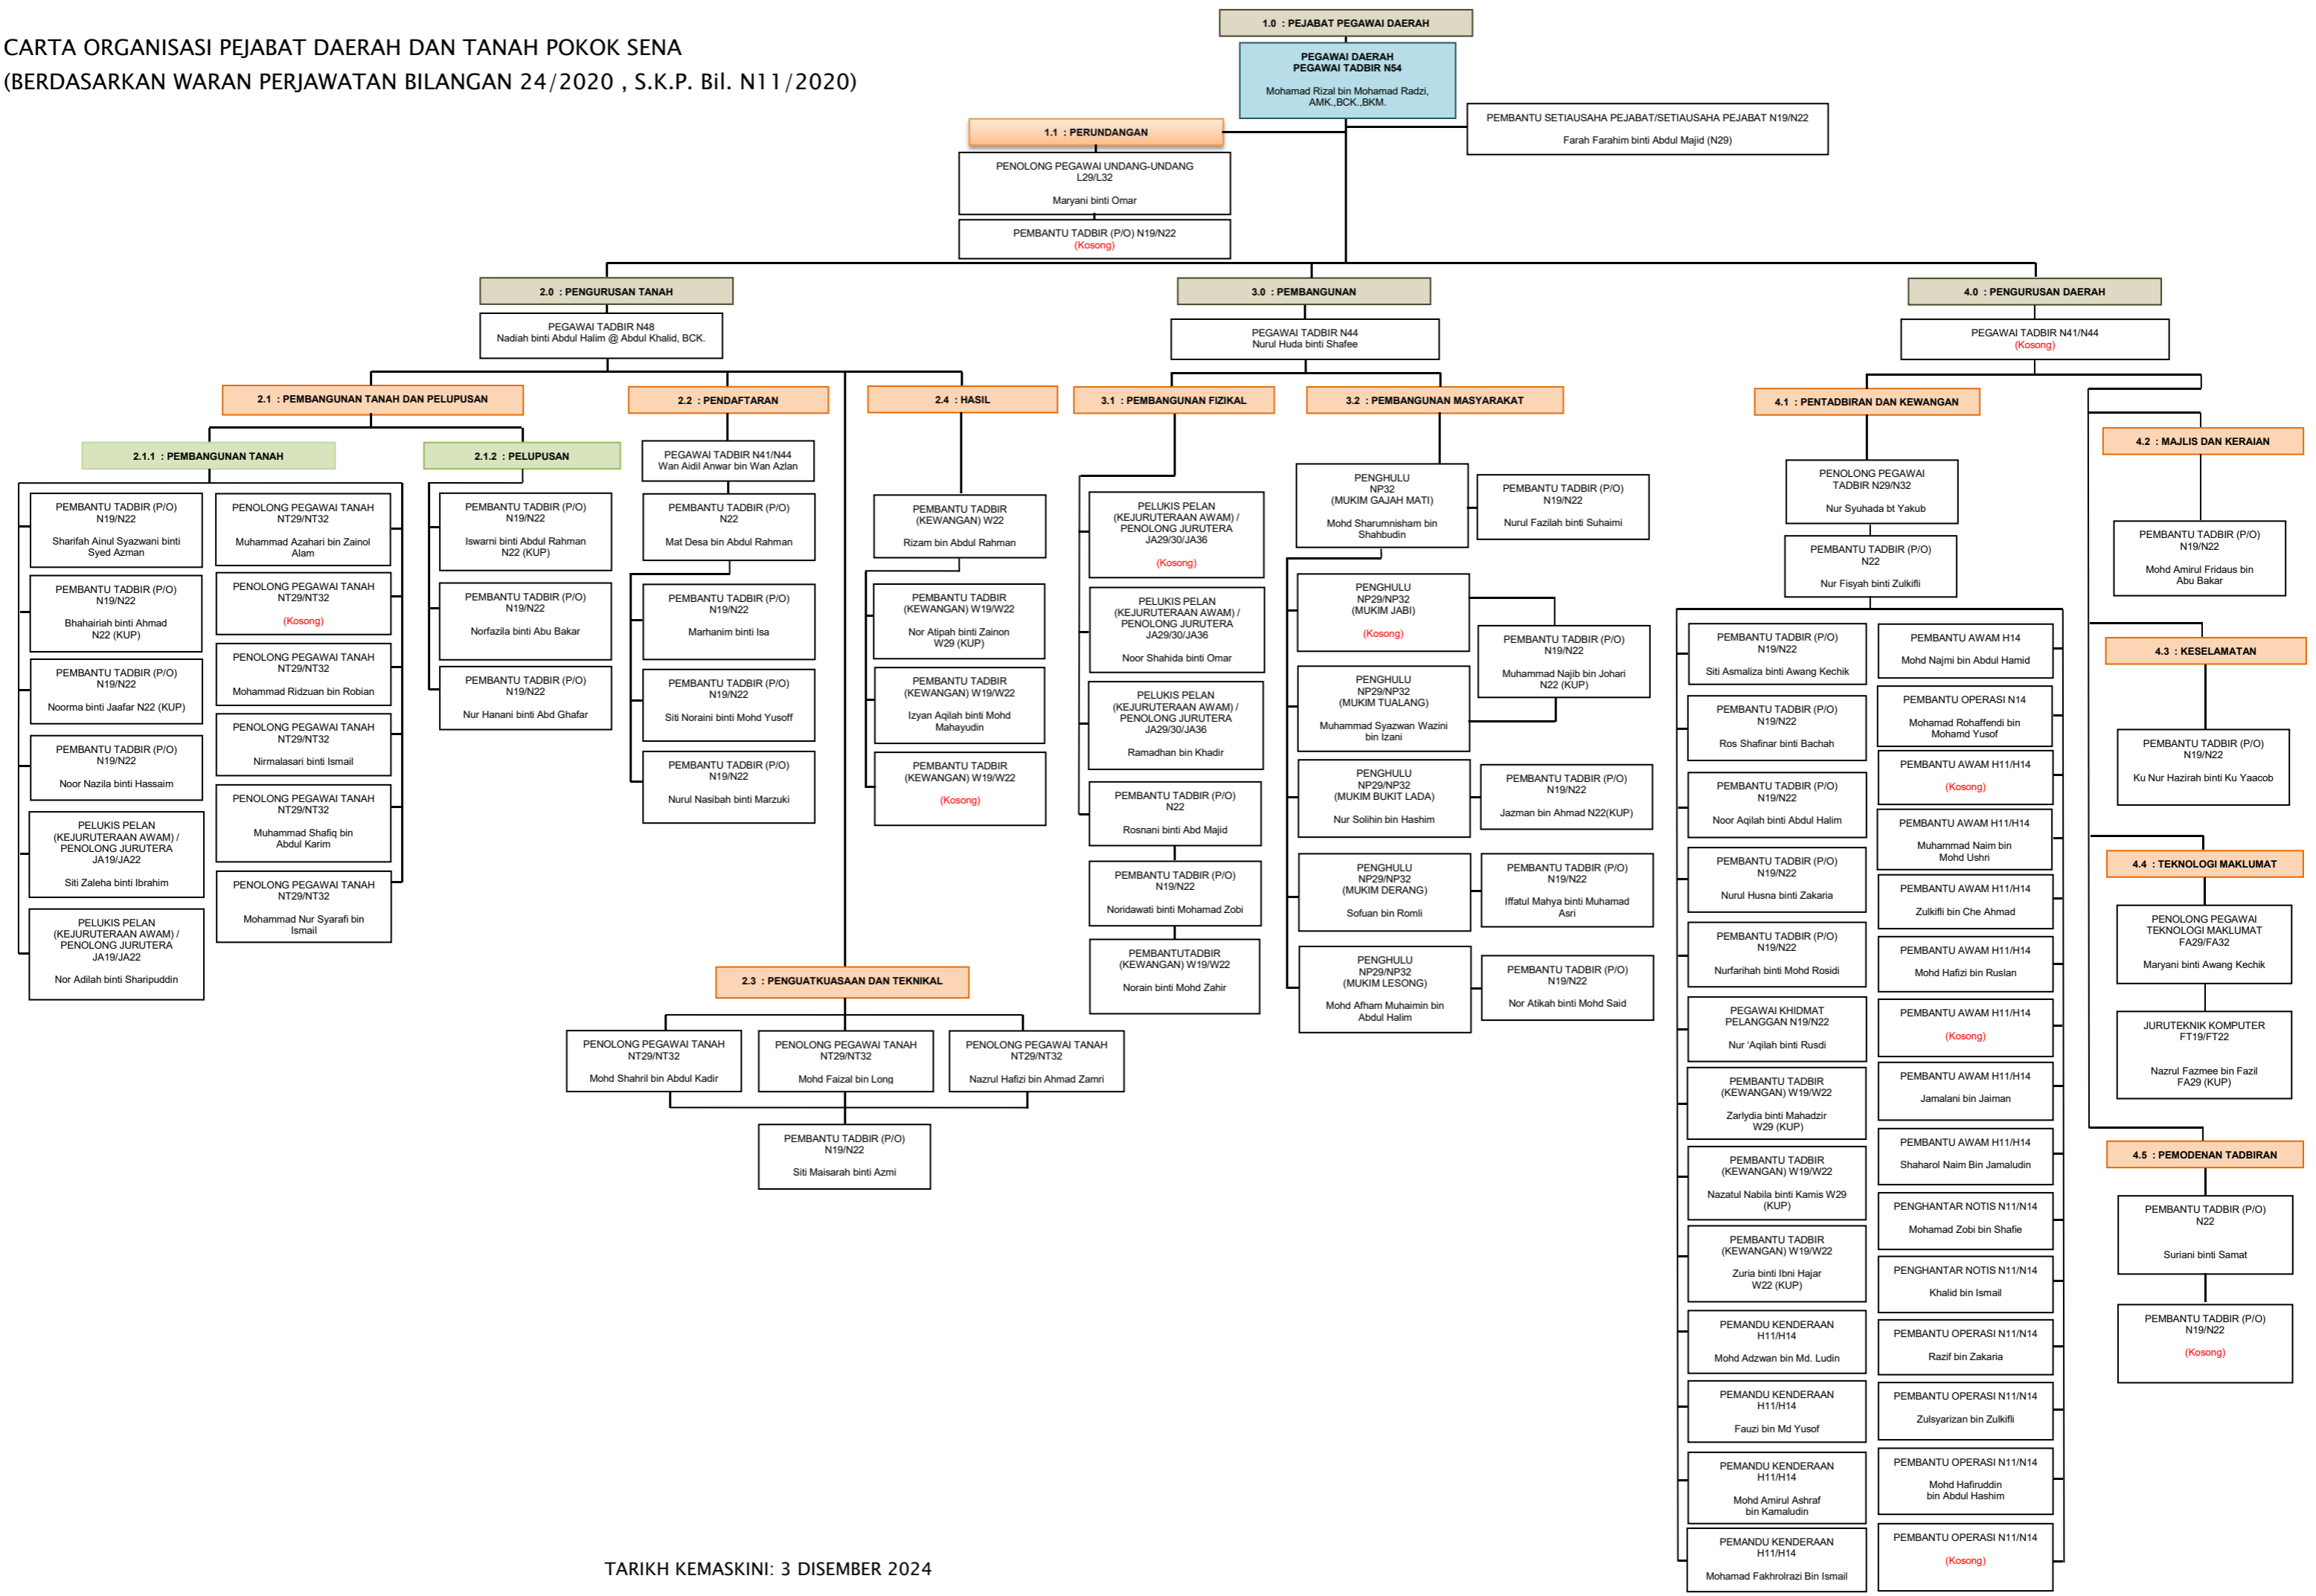 CARTA ORGANISASI PEJABAT DAERAH DAN TANAH POKOK SENA
(BERDASARKAN WARAN PERJAWATAN BILANGAN 24/2020 , S.K.P. Bil. N11/2020)
1.0 : PEJABAT PEGAWAI DAERAH
PEGAWAI DAERAH
PEGAWAI TADBIR N54
Mohamad Rizal bin Mohamad Radzi,
AMK.,BCK.,BKM.
PEMBANTU SETIAUSAHA PEJABAT/SETIAUSAHA PEJABAT N19/N22
Farah Farahim binti Abdul Majid (N29)
1.1 : PERUNDANGAN
PENOLONG PEGAWAI UNDANG-UNDANG
L29/L32
Maryani binti Omar
PEMBANTU TADBIR (P/O) N19/N22
(Kosong)
2.0 : PENGURUSAN TANAH
PEGAWAI TADBIR N48
Nadiah binti Abdul Halim @ Abdul Khalid, BCK.
2.1 : PEMBANGUNAN TANAH DAN PELUPUSAN
2.1.1 : PEMBANGUNAN TANAH
PEMBANTU TADBIR (P/O)
N19/N22
Sharifah Ainul Syazwani binti
Syed Azman
PEMBANTU TADBIR (P/O)
N19/N22
Bhahairiah binti Ahmad
N22 (KUP)
PEMBANTU TADBIR (P/O)
N19/N22
Noorma binti Jaafar N22 (KUP)
PEMBANTU TADBIR (P/O)
N19/N22
Noor Nazila binti Hassaim
PELUKIS PELAN
(KEJURUTERAAN AWAM) /
PENOLONG JURUTERA
JA19/JA22
Siti Zaleha binti Ibrahim
PELUKIS PELAN
(KEJURUTERAAN AWAM) /
PENOLONG JURUTERA
JA19/JA22
Nor Adilah binti Sharipuddin
PENOLONG PEGAWAI TANAH
NT29/NT32
Muhammad Azahari bin Zainol
Alam
PENOLONG PEGAWAI TANAH
NT29/NT32
(Kosong)
PENOLONG PEGAWAI TANAH
NT29/NT32
Mohammad Ridzuan bin Robian
PENOLONG PEGAWAI TANAH
NT29/NT32
Nirmalasari binti Ismail
PENOLONG PEGAWAI TANAH
NT29/NT32
Muhammad Shafiq bin
Abdul Karim
PENOLONG PEGAWAI TANAH
NT29/NT32
Mohammad Nur Syarafi bin
Ismail
2.1.2 : PELUPUSAN
PEMBANTU TADBIR (P/O)
N19/N22
Iswarni binti Abdul Rahman
N22 (KUP)
PEMBANTU TADBIR (P/O)
N19/N22
Norfazila binti Abu Bakar
PEMBANTU TADBIR (P/O)
N19/N22
Nur Hanani binti Abd Ghafar
2.2 : PENDAFTARAN
PEGAWAI TADBIR N41/N44
Wan Aidil Anwar bin Wan Azlan
PEMBANTU TADBIR (P/O)
N22
Mat Desa bin Abdul Rahman
PEMBANTU TADBIR (P/O)
N19/N22
Marhanim binti Isa
PEMBANTU TADBIR (P/O)
N19/N22
Siti Noraini binti Mohd Yusoff
PEMBANTU TADBIR (P/O)
N19/N22
Nurul Nasibah binti Marzuki
2.4 : HASIL
PEMBANTU TADBIR
(KEWANGAN) W22
Rizam bin Abdul Rahman
PEMBANTU TADBIR
(KEWANGAN) W19/W22
Nor Atipah binti Zainon
W29 (KUP)
PEMBANTU TADBIR
(KEWANGAN) W19/W22
Izyan Aqilah binti Mohd
Mahayudin
PEMBANTU TADBIR
(KEWANGAN) W19/W22
(Kosong)
2.3 : PENGUATKUASAAN DAN TEKNIKAL
PENOLONG PEGAWAI TANAH
NT29/NT32
Mohd Shahril bin Abdul Kadir
PENOLONG PEGAWAI TANAH
NT29/NT32
Mohd Faizal bin Long
PENOLONG PEGAWAI TANAH
NT29/NT32
Nazrul Hafizi bin Ahmad Zamri
PEMBANTU TADBIR (P/O)
N19/N22
Siti Maisarah binti Azmi
3.0 : PEMBANGUNAN
PEGAWAI TADBIR N44
Nurul Huda binti Shafee
3.1 : PEMBANGUNAN FIZIKAL
PELUKIS PELAN
(KEJURUTERAAN AWAM) /
PENOLONG JURUTERA
JA29/30/JA36
(Kosong)
PELUKIS PELAN
(KEJURUTERAAN AWAM) /
PENOLONG JURUTERA
JA29/30/JA36
Noor Shahida binti Omar
PELUKIS PELAN
(KEJURUTERAAN AWAM) /
PENOLONG JURUTERA
JA29/30/JA36
Ramadhan bin Khadir
PEMBANTU TADBIR (P/O)
N22
Rosnani binti Abd Majid
PEMBANTU TADBIR (P/O)
N19/N22
Noridawati binti Mohamad Zobi
PEMBANTUTADBIR
(KEWANGAN) W19/W22
Norain binti Mohd Zahir
3.2 : PEMBANGUNAN MASYARAKAT
PENGHULU
NP32
(MUKIM GAJAH MATI)
Mohd Sharumnisham bin
Shahbudin
PEMBANTU TADBIR (P/O)
N19/N22
Nurul Fazilah binti Suhaimi
PENGHULU
NP29/NP32
(MUKIM JABI)
(Kosong)
PEMBANTU TADBIR (P/O)
N19/N22
Muhammad Najib bin Johari
N22 (KUP)
PENGHULU
NP29/NP32
(MUKIM TUALANG)
Muhammad Syazwan Wazini
bin Izani
PENGHULU
NP29/NP32
(MUKIM BUKIT LADA)
Nur Solihin bin Hashim
PEMBANTU TADBIR (P/O)
N19/N22
Jazman bin Ahmad N22(KUP)
PENGHULU
NP29/NP32
(MUKIM DERANG)
Sofuan bin Romli
PEMBANTU TADBIR (P/O)
N19/N22
Iffatul Mahya binti Muhamad
Asri
PENGHULU
NP29/NP32
(MUKIM LESONG)
Mohd Afham Muhaimin bin
Abdul Halim
PEMBANTU TADBIR (P/O)
N19/N22
Nor Atikah binti Mohd Said
4.0 : PENGURUSAN DAERAH
PEGAWAI TADBIR N41/N44
(Kosong)
4.1 : PENTADBIRAN DAN KEWANGAN
PENOLONG PEGAWAI
TADBIR N29/N32
Nur Syuhada bt Yakub
PEMBANTU TADBIR (P/O)
N22
Nur Fisyah binti Zulkifli
PEMBANTU TADBIR (P/O)
N19/N22
Siti Asmaliza binti Awang Kechik
PEMBANTU TADBIR (P/O)
N19/N22
Ros Shafinar binti Bachah
PEMBANTU TADBIR (P/O)
N19/N22
Noor Aqilah binti Abdul Halim
PEMBANTU TADBIR (P/O)
N19/N22
Nurul Husna binti Zakaria
PEMBANTU TADBIR (P/O)
N19/N22
Nurfarihah binti Mohd Rosidi
PEGAWAI KHIDMAT
PELANGGAN N19/N22
Nur ‘Aqilah binti Rusdi
PEMBANTU TADBIR
(KEWANGAN) W19/W22
Zarlydia binti Mahadzir
W29 (KUP)
PEMBANTU TADBIR
(KEWANGAN) W19/W22
Nazatul Nabila binti Kamis W29
(KUP)
PEMBANTU TADBIR
(KEWANGAN) W19/W22
Zuria binti Ibni Hajar
W22 (KUP)
PEMANDU KENDERAAN
H11/H14
Mohd Adzwan bin Md. Ludin
PEMANDU KENDERAAN
H11/H14
Fauzi bin Md Yusof
PEMANDU KENDERAAN
H11/H14
Mohd Amirul Ashraf
bin Kamaludin
PEMANDU KENDERAAN
H11/H14
Mohamad Fakhrolrazi Bin Ismail
PEMBANTU AWAM H14
Mohd Najmi bin Abdul Hamid
PEMBANTU OPERASI N14
Mohamad Rohaffendi bin
Mohamd Yusof
PEMBANTU AWAM H11/H14
(Kosong)
PEMBANTU AWAM H11/H14
Muhammad Naim bin
Mohd Ushri
PEMBANTU AWAM H11/H14
Zulkifli bin Che Ahmad
PEMBANTU AWAM H11/H14
Mohd Hafizi bin Ruslan
PEMBANTU AWAM H11/H14
(Kosong)
PEMBANTU AWAM H11/H14
Jamalani bin Jaiman
PEMBANTU AWAM H11/H14
Shaharol Naim Bin Jamaludin
PENGHANTAR NOTIS N11/N14
Mohamad Zobi bin Shafie
PENGHANTAR NOTIS N11/N14
Khalid bin Ismail
PEMBANTU OPERASI N11/N14
Razif bin Zakaria
PEMBANTU OPERASI N11/N14
Zulsyarizan bin Zulkifli
PEMBANTU OPERASI N11/N14
Mohd Hafiruddin
bin Abdul Hashim
PEMBANTU OPERASI N11/N14
(Kosong)
4.2 : MAJLIS DAN KERAIAN
PEMBANTU TADBIR (P/O)
N19/N22
Mohd Amirul Fridaus bin
Abu Bakar
4.3 : KESELAMATAN
PEMBANTU TADBIR (P/O)
N19/N22
Ku Nur Hazirah binti Ku Yaacob
4.4 : TEKNOLOGI MAKLUMAT
PENOLONG PEGAWAI
TEKNOLOGI MAKLUMAT
FA29/FA32
Maryani binti Awang Kechik
JURUTEKNIK KOMPUTER
FT19/FT22
Nazrul Fazmee bin Fazil
FA29 (KUP)
4.5 : PEMODENAN TADBIRAN
PEMBANTU TADBIR (P/O)
N22
Suriani binti Samat
PEMBANTU TADBIR (P/O)
N19/N22
(Kosong)
TARIKH KEMASKINI: 3 DISEMBER 2024